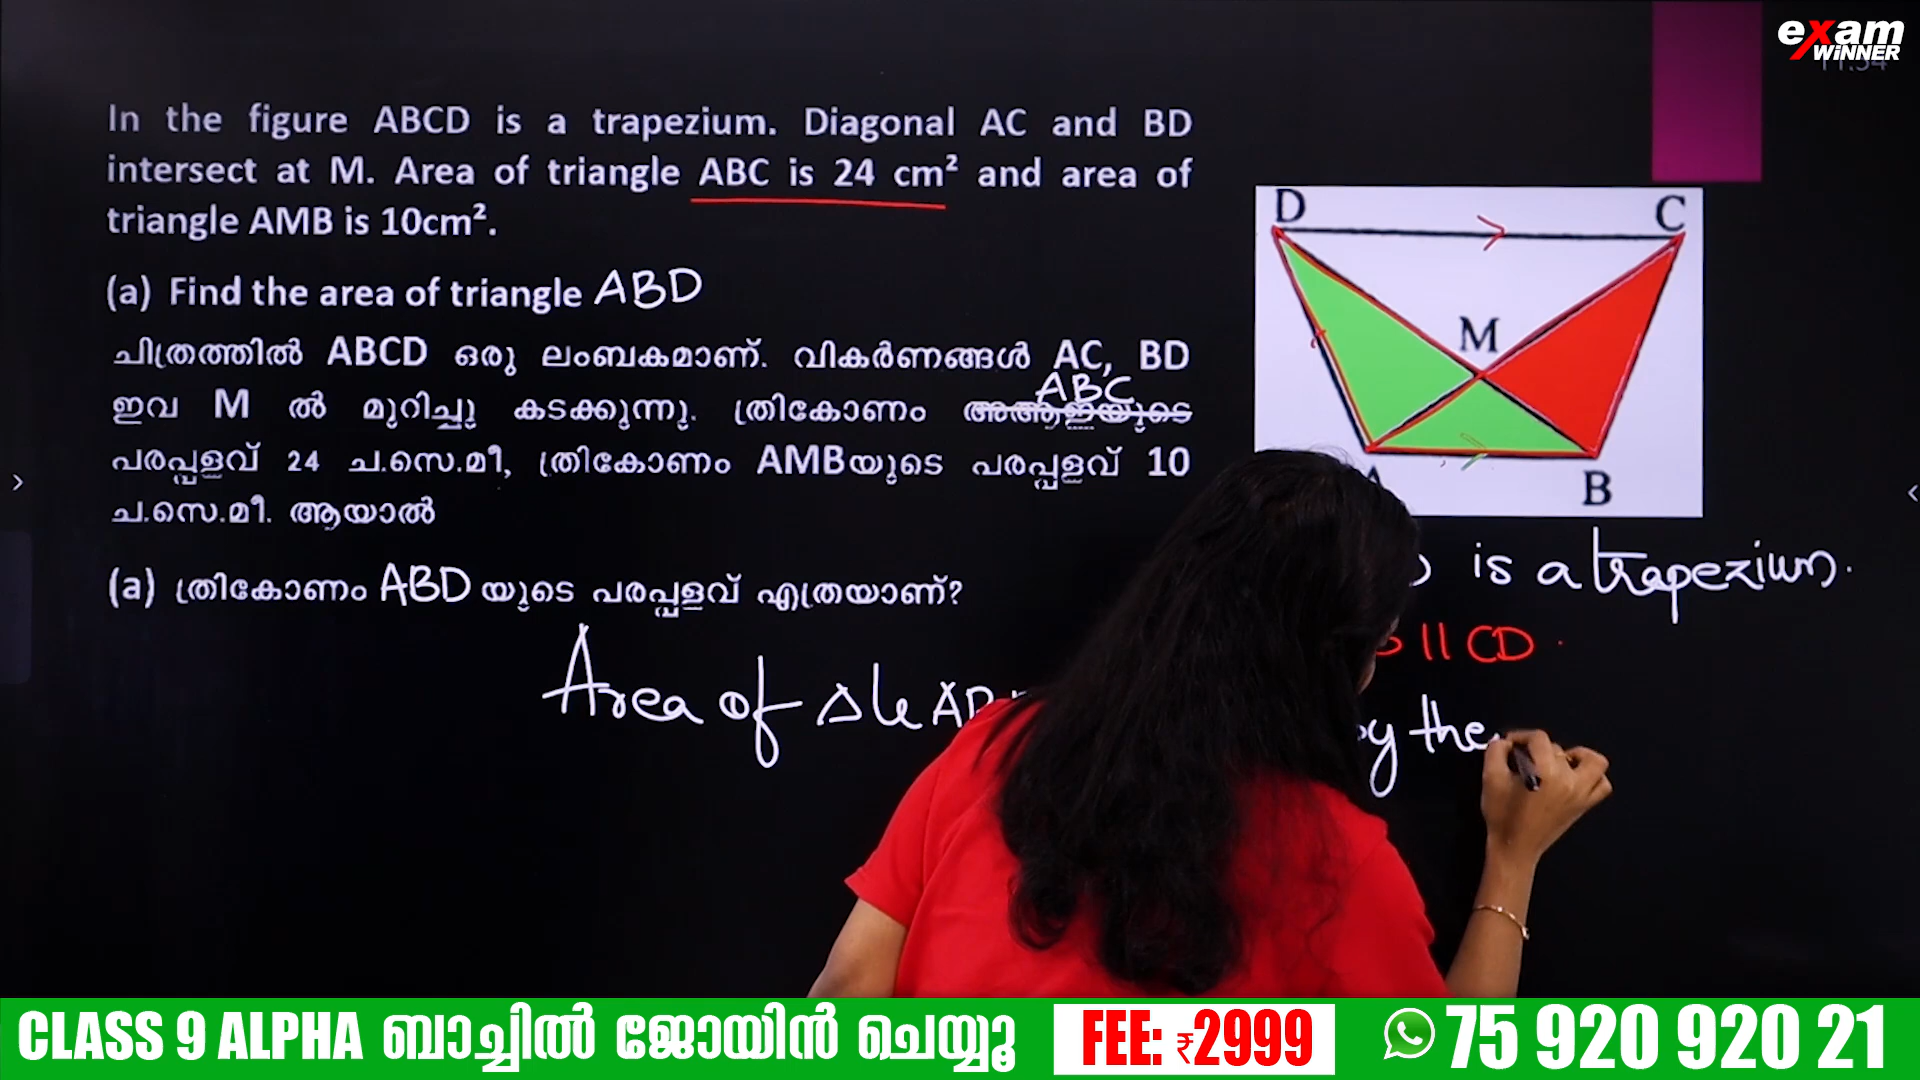 exam
WINNER
In the figure ABCD is a trapezium. Diagonal AC and BD
intersect at M. Area of triangle ABC is 24 cm² and area of
triangle AMB is 10cm².
(a) Find the area of triangle ABD
ചിത്രത്തിൽ ABCD ഒരു ലംബകമാണ്. വികർണങ്ങൾ AC, BD
ABC
ഇവ M ൽ മുറിച്ചു കടക്കുന്നു. ത്രികോണം അആഇയുടെ
പരപ്പളവ് 24 ച.സെ.മീ, ത്രികോണം AMBയുടെ പരപ്പളവ് 10
ച.സെ.മീ. ആയാൽ
(a) ത്രികോണം ABD യുടെ പരപ്പളവ് എത്രയാണ്?
D C
M
B
is a trapezium.
|| CD
Area of Δle
the
CLASS 9 ALPHA ബാച്ചിൽ ജോയിൻ ചെയ്യൂ FEE: ₹2999 75 920 920 21